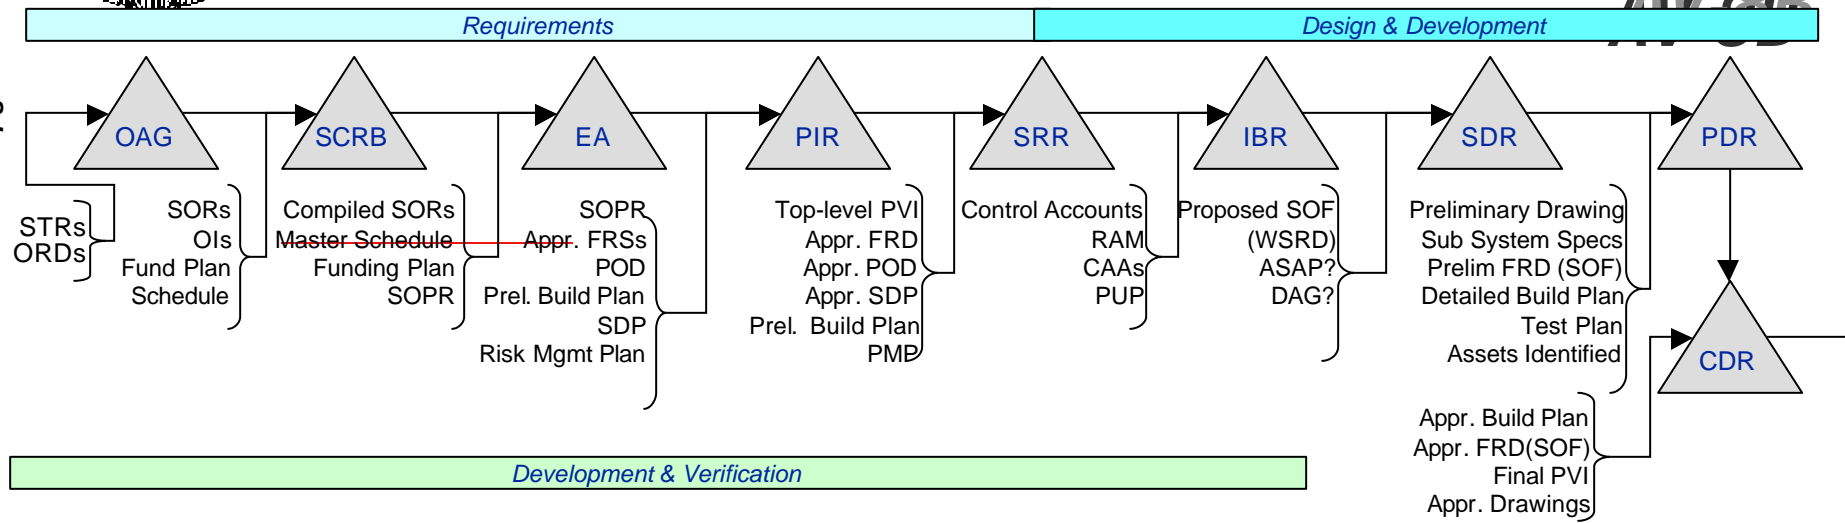 Requirements
Design & Development
OAG
SCRB
EA
PIR
SRR
IBR
SDR
PDR
STRs
ORDs
SORs
OIs
Fund Plan
Schedule
Compiled SORs
Master Schedule
Funding Plan
SOPR
SOPR
Appr. FRSs
POD
Prel. Build Plan
SDP
Risk Mgmt Plan
Top-level PVI
Appr. FRD
Appr. POD
Appr. SDP
Prel. Build Plan
PMP
Control Accounts
RAM
CAAs
PUP
Proposed SOF
(WSRD)
ASAP?
DAG?
Preliminary Drawing
Sub System Specs
Prelim FRD (SOF)
Detailed Build Plan
Test Plan
Assets Identified
CDR
Appr. Build Plan
Appr. FRD(SOF)
Final PVI
Appr. Drawings
Development & Verification